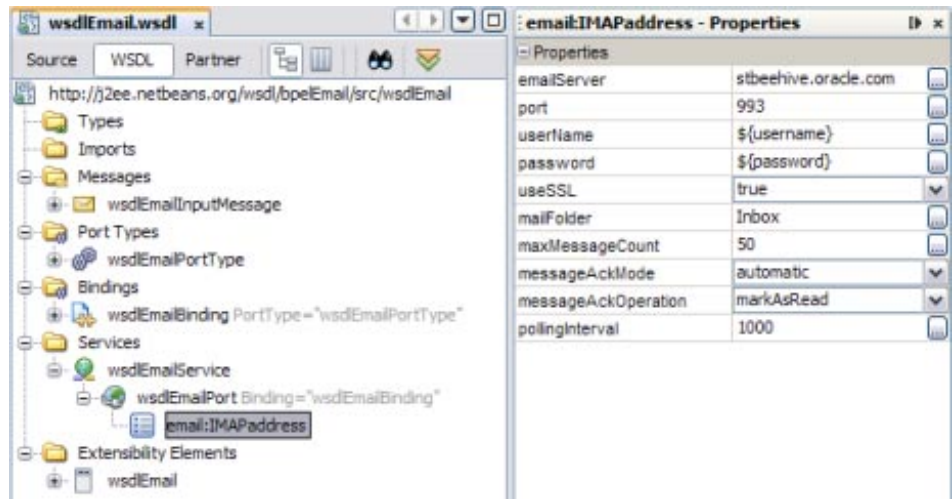 wsdlEmail.wsdl
Source WSDL Partner
http://j2ee.netbeans.org/wsdl/bpelEmail/src/wsdlEmail
Types
Imports
Messages
wsdlEmailInputMessage
Port Types
wsdlEmailPortType
Bindings
wsdlEmailBinding PortType="wsdlEmailPortType"
Services
wsdlEmailService
wsdlEmailPort Binding="wsdlEmailBinding"
email:IMAPaddress
Extensibility Elements
wsdlEmail
email:IMAPaddress - Properties
Properties
emailServer stbeehive.oracle.com
port 993
userName ${username}
password ${password}
useSSL true
mailFolder Inbox
maxMessageCount 50
messageAckMode automatic
messageAckOperation markAsRead
pollingInterval 1000